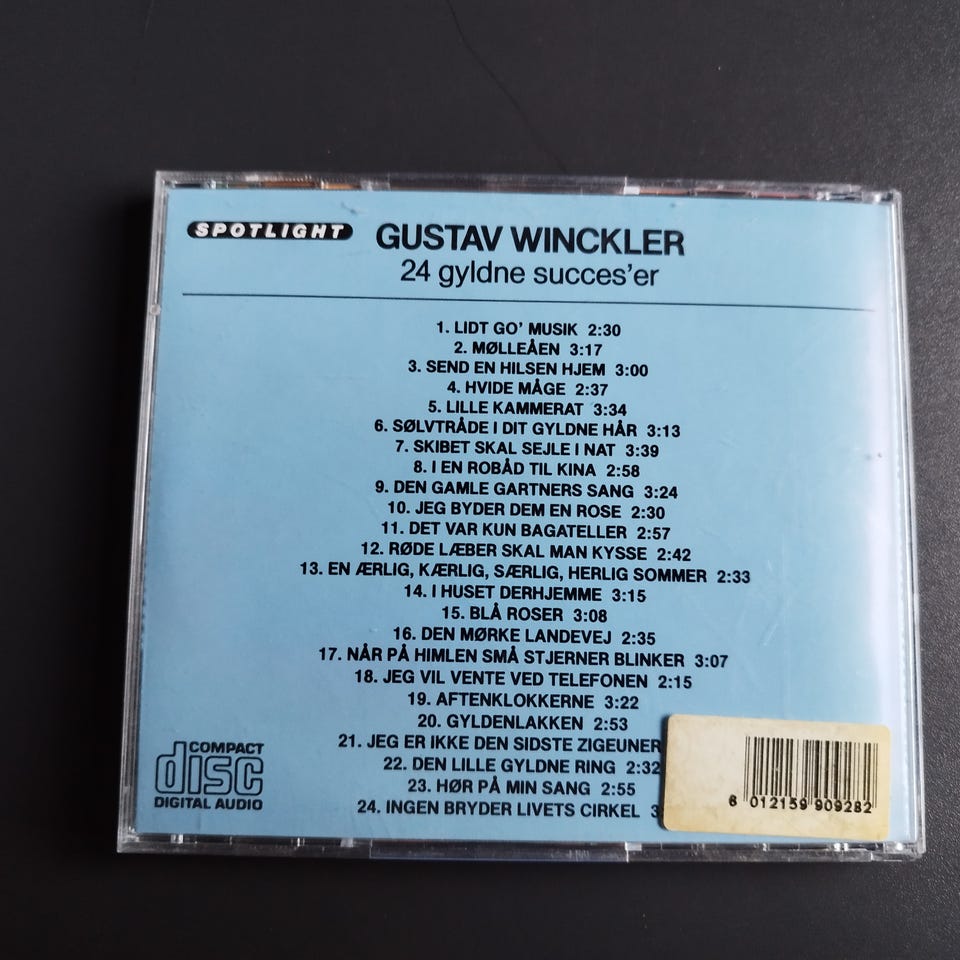 SPOTLIGHT
GUSTAV WINCKLER
24 gyldne succes'er
1. LIDT GO' MUSIK 2:30
2. MØLLEÅEN 3:17
3. SEND EN HILSEN HJEM 3:00
4. HVIDE MÅGE 2:37
5. LILLE KAMMERAT 3:34
6. SØLVTRÅDE I DIT GYLDNE HÅR 3:13
7. SKIBET SKAL SEJLE I NAT 3:39
8. I EN ROBÅD TIL KINA 2:58
9. DEN GAMLE GARTNERS SANG 3:24
10. JEG BYDER DEM EN ROSE 2:30
11. DET VAR KUN BAGATELLER 2:57
12. RØDE LÆBER SKAL MAN KYSSE 2:42
13. EN ÆRLIG, KÆRLIG, SÆRLIG, HERLIG SOMMER 2:33
14. I HUSET DERHJEMME 3:15
15. BLÅ ROSER 3:08
16. DEN MØRKE LANDEVEJ 2:35
17. NÅR PÅ HIMLEN SMÅ STJERNER BLINKER 3:07
18. JEG VIL VENTE VED TELEFONEN 2:15
19. AFTENKLOKKERNE 3:22
20. GYLDENLAKKEN 2:53
21. JEG ER IKKE DEN SIDSTE ZIGEUNER
22. DEN LILLE GYLDNE RING 2:32
23. HØR PÅ MIN SANG 2:55
24. INGEN BRYDER LIVETS CIRKEL
COMPACT
disc
DIGITAL AUDIO
6 012159 909282